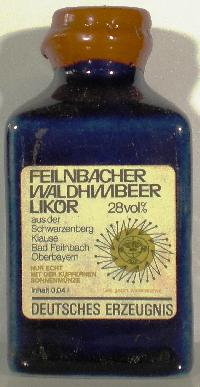 FEILNBACHER
WALDHIMBEER
LIKÖR 28vol%
aus der
Schwarzenberg
Klause
Bad Feilnbach
Oberbayern
NUR ECHT
MIT DER KUPFERNEN
SONNENMÜNZE
Inhalt 0,04 l
DEUTSCHES ERZEUGNIS